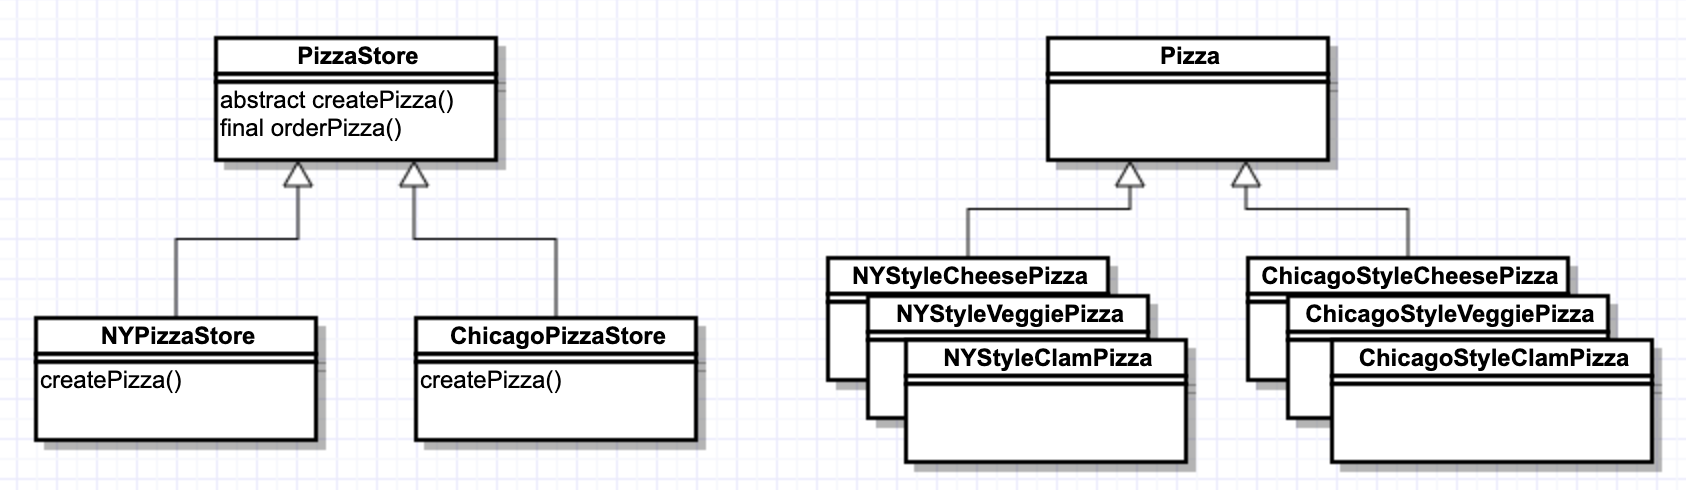 PizzaStore
abstract createPizza()
final orderPizza()
NYPizzaStore
createPizza()
ChicagoPizzaStore
createPizza()
Pizza
NYStyleCheesePizza
NYStyleVeggiePizza
NYStyleClamPizza
ChicagoStyleCheesePizza
ChicagoStyleVeggiePizza
ChicagoStyleClamPizza